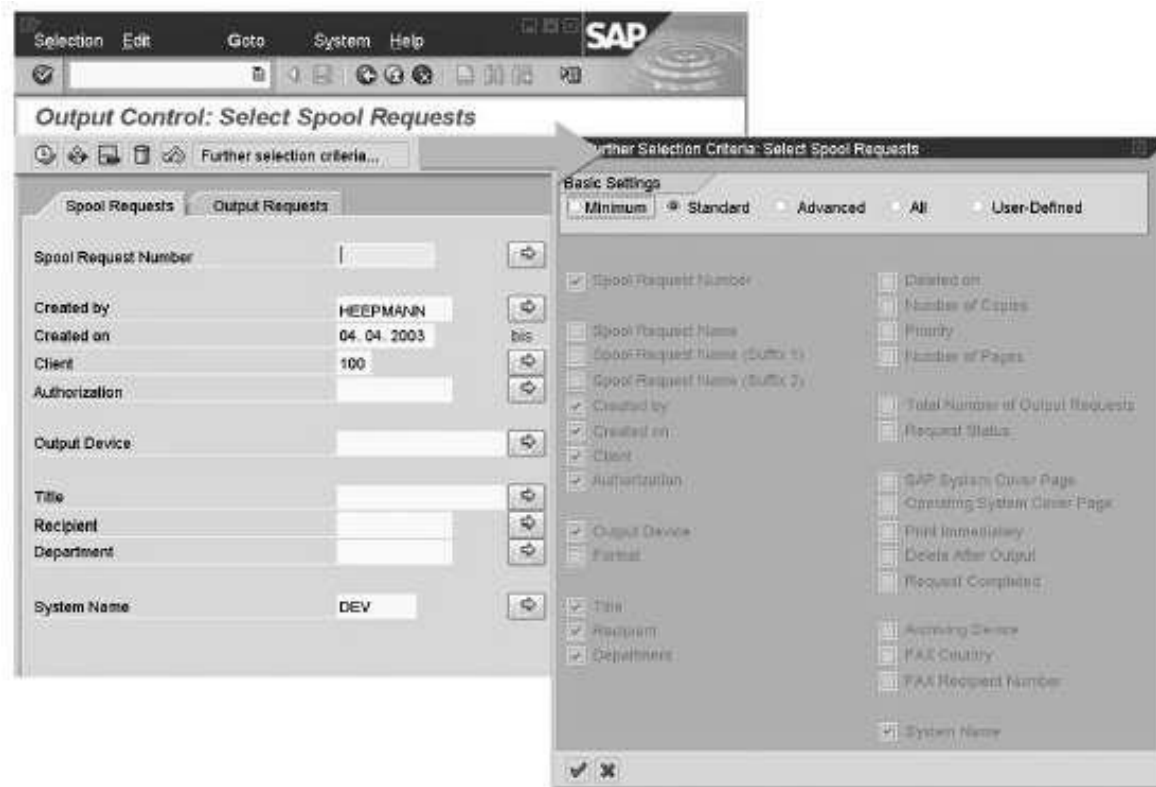 Selection Edit Goto System Help
SAP
Output Control: Select Spool Requests
Further selection criteria...
Spool Requests Output Requests
Spool Request Number
Created by HEEPMANN
Created on 04. 04. 2003 bis
Client 100
Authorization
Output Device
Title
Recipient
Department
System Name DEV
Further Selection Criteria: Select Spool Requests
Basic Settings
Minimum Standard Advanced All User-Defined
Spool Request Number
Spool Request Name
Spool Request Name (Suffix 1)
Spool Request Name (Suffix 2)
Created by
Created on
Client
Authorization
Output Device
Format
Title
Recipient
Department
Deleted on
Number of Copies
Priority
Number of Pages
Total Number of Output Requests
Request Status
SAP System Cover Page
Operating System Cover Page
Print Immediately
Delete After Output
Request Completed
Archiving Device
FAX Country
FAX Recipient Number
System Name